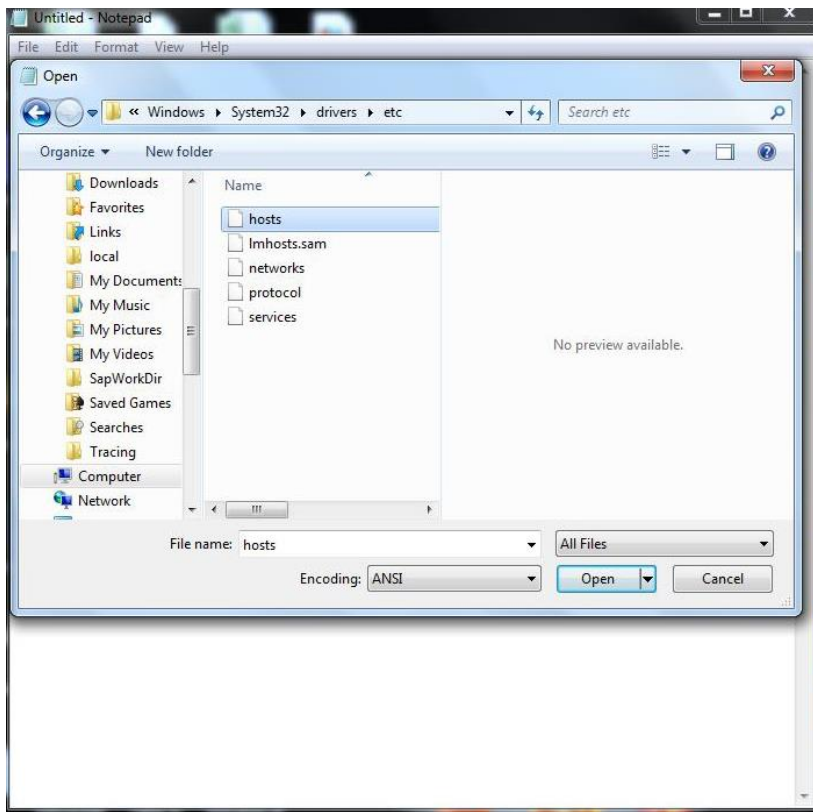 Untitled - Notepad
File Edit Format View Help
Open
« Windows System32 drivers etc Search etc
Organize New folder
Downloads
Favorites
Links
local
My Documents
My Music
My Pictures
My Videos
SapWorkDir
Saved Games
Searches
Tracing
Computer
Network
Name
hosts
lmhosts.sam
networks
protocol
services
No preview available.
File name: hosts All Files
Encoding: ANSI Open Cancel